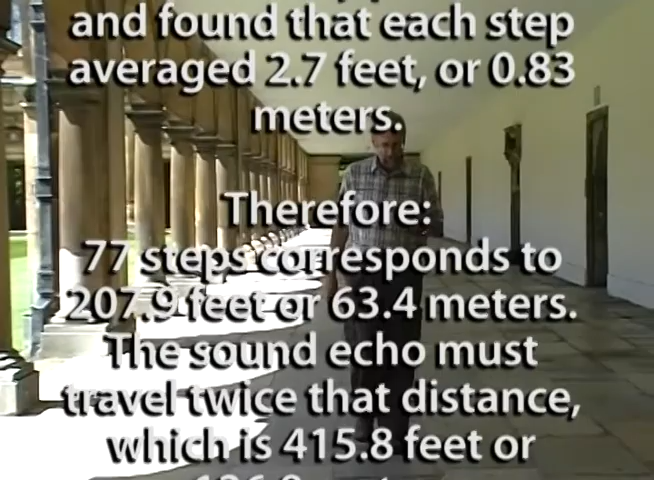 and found that each step
averaged 2.7 feet, or 0.83
meters.
Therefore:
77 steps corresponds to
207.9 feet or 63.4 meters.
The sound echo must
travel twice that distance,
which is 415.8 feet or